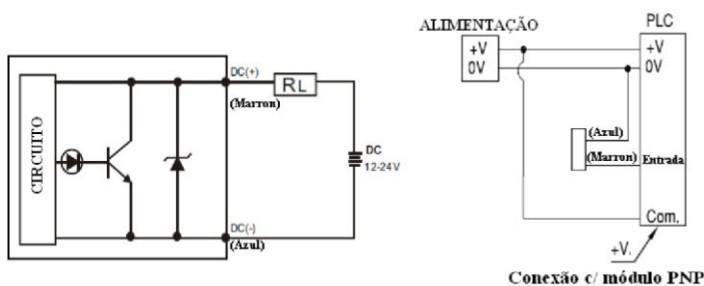 CIRCUITO
DC(+)
(Marron)
RL
DC
12-24V
DC(-)
(Azul)
ALIMENTAÇÃO
+V
0V
PLC
+V
0V
(Azul)
(Marron)
Entrada
Com.
+V.
Conexão c/ módulo PNP